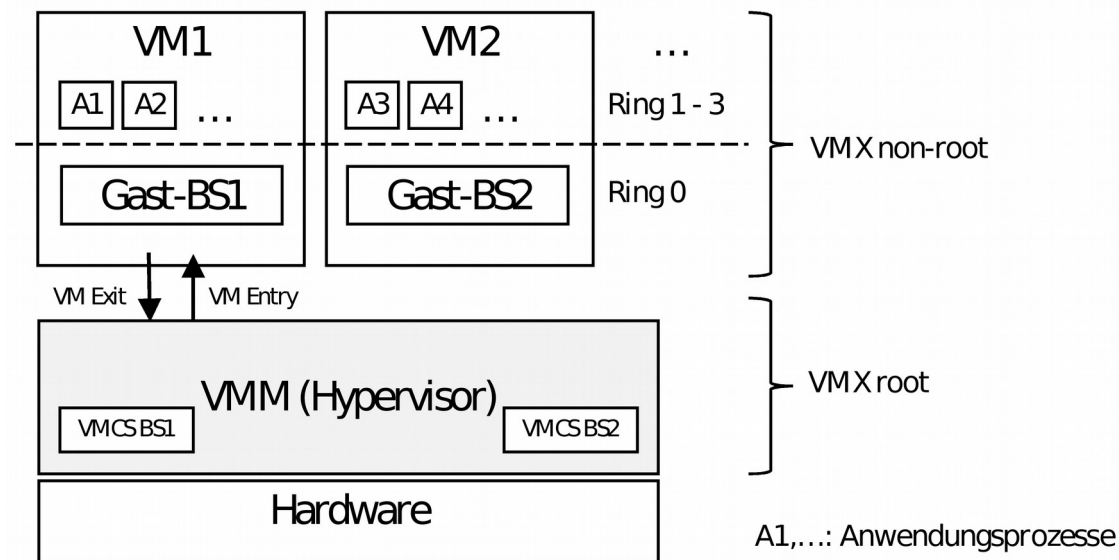 VM1 VM2 …
A1 A2 … A3 A4 … Ring 1 - 3
VMX non-root
Gast-BS1 Gast-BS2 Ring 0
VM Exit VM Entry
VMM (Hypervisor)
VMX root
VMCS BS1 VMCS BS2
Hardware
A1,…: Anwendungsprozesse